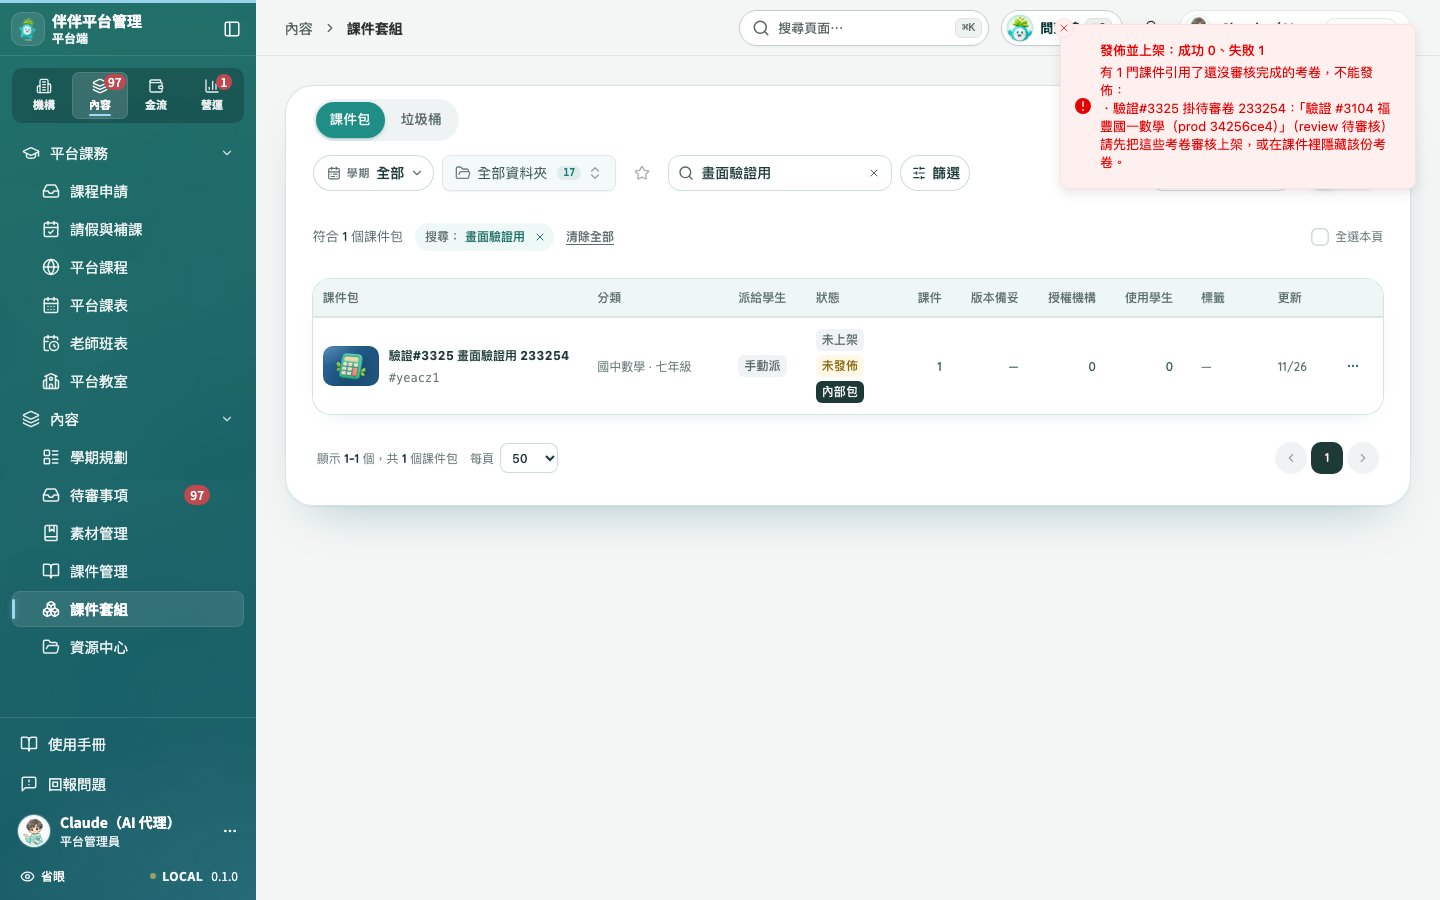 伴伴平台管理
平台端
機構
97
內容
金流
1
營運
平台課務
課程申請
請假與補課
平台課程
平台課表
老師班表
平台教室
內容
學期規劃
待審事項
97
素材管理
課件管理
課件套組
資源中心
使用手冊
回報問題
Claude（AI 代理）
平台管理員
省眼
LOCAL 0.1.0
內容
課件套組
搜尋頁面…
⌘K
發佈並上架：成功 0、失敗 1
有 1 門課件引用了還沒審核完成的考卷，不能發
佈：
· 驗證#3325 掛待審卷 233254：「驗證 #3104 福
豐國一數學（prod 34256ce4）」（review 待審核）
請先把這些考卷審核上架，或在課件裡隱藏該份考
卷。
課件包
垃圾桶
學期 全部
全部資料夾 17
畫面驗證用
篩選
符合 1 個課件包
搜尋： 畫面驗證用
清除全部
全選本頁
課件包 分類 派給學生 狀態 課件 版本備妥 授權機構 使用學生 標籤 更新
驗證#3325 畫面驗證用 233254
#yeacz1
國中數學 · 七年級
手動派
未上架
未發佈
內部包
1 — 0 0 — 11/26
顯示 1-1 個，共 1 個課件包
每頁 50
1